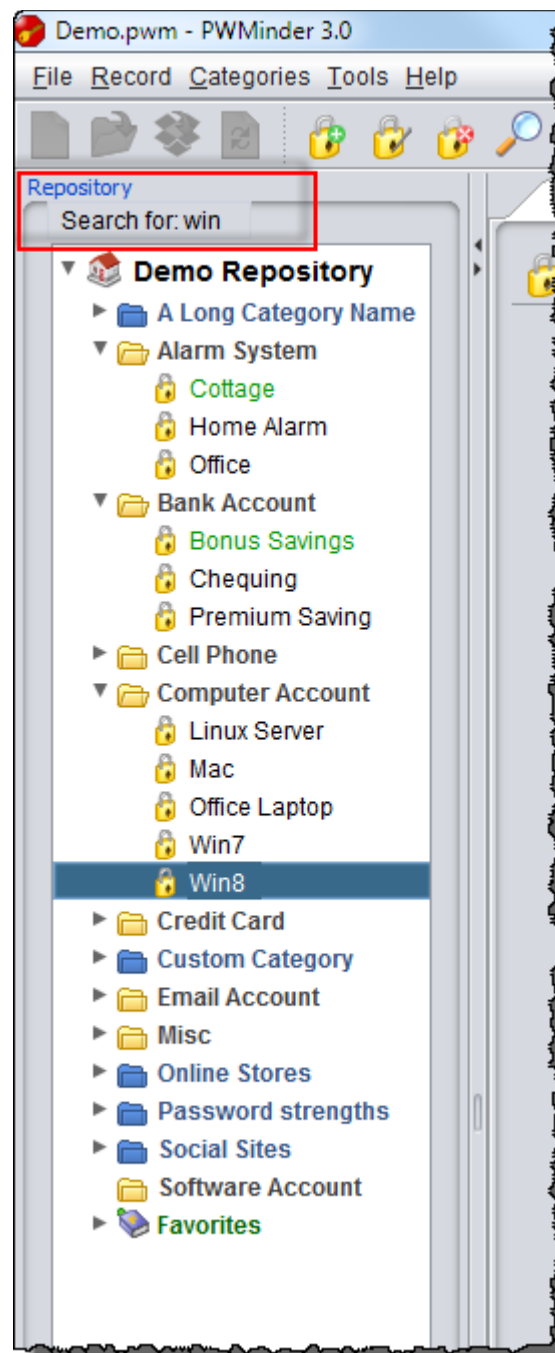 Demo.pwm - PWMinder 3.0
File Record Categories Tools Help
Repository
Search for: win
Demo Repository
A Long Category Name
Alarm System
Cottage
Home Alarm
Office
Bank Account
Bonus Savings
Chequing
Premium Saving
Cell Phone
Computer Account
Linux Server
Mac
Office Laptop
Win7
Win8
Credit Card
Custom Category
Email Account
Misc
Online Stores
Password strengths
Social Sites
Software Account
Favorites